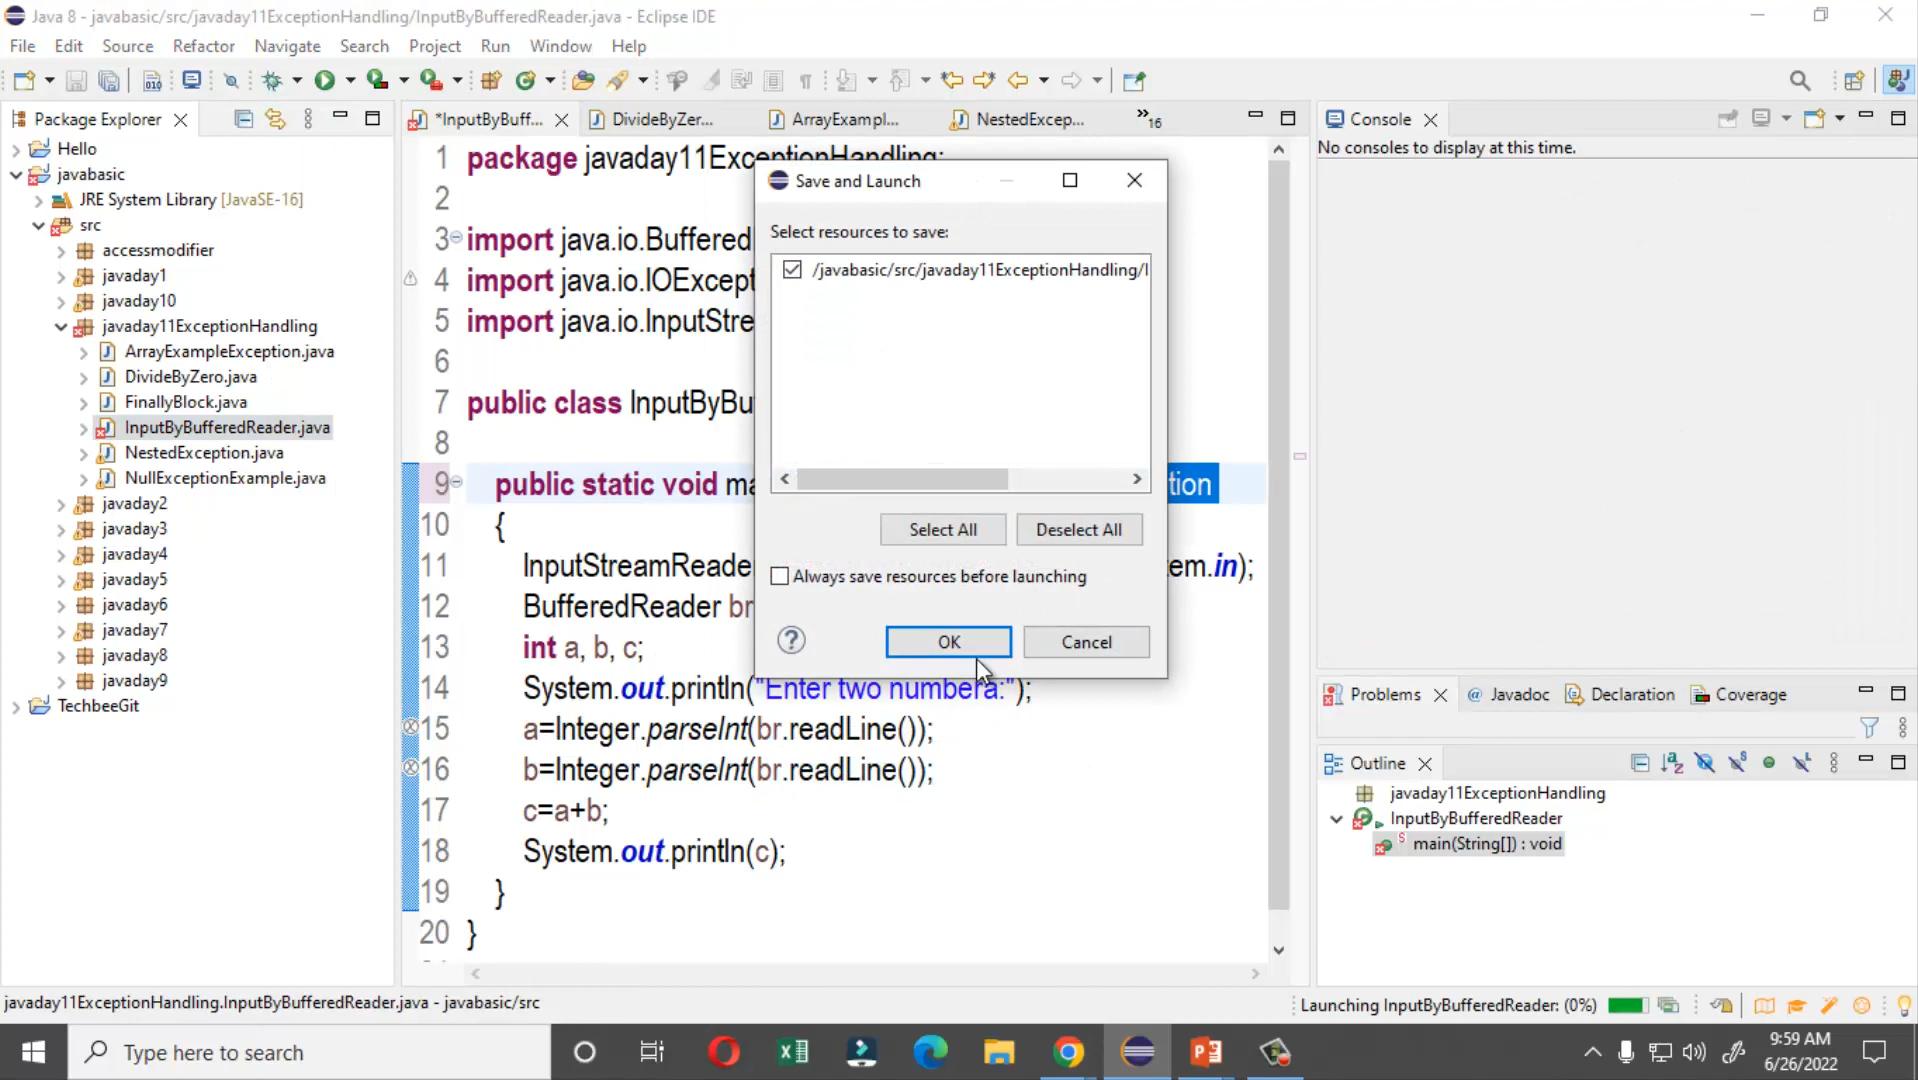 Java 8 - javabasic/src/javaday11ExceptionHandling/InputByBufferedReader.java - Eclipse IDE
File Edit Source Refactor Navigate Search Project Run Window Help
Package Explorer
Hello
javabasic
JRE System Library [JavaSE-16]
src
accessmodifier
javaday1
javaday10
javaday11ExceptionHandling
ArrayExampleException.java
DivideByZero.java
FinallyBlock.java
InputByBufferedReader.java
NestedException.java
NullExceptionExample.java
javaday2
javaday3
javaday4
javaday5
javaday6
javaday7
javaday8
javaday9
TechbeeGit
*InputByBuff... DivideByZer... ArrayExampl... NestedExcep... »16
1 package javaday11ExceptionHandling;
2
3 import java.io.Buffered
4 import java.io.IOExcept
5 import java.io.InputStre
6
7 public class InputByBu
8
9 public static void ma tion
10 {
11 InputStreamReade em.in);
12 BufferedReader br
13 int a, b, c;
14 System.out.println("Enter two numbera:");
15 a=Integer.parseInt(br.readLine());
16 b=Integer.parseInt(br.readLine());
17 c=a+b;
18 System.out.println(c);
19 }
20 }
Save and Launch
Select resources to save:
/javabasic/src/javaday11ExceptionHandling/I
Select All Deselect All
Always save resources before launching
OK Cancel
Console
No consoles to display at this time.
Problems @ Javadoc Declaration Coverage
Outline
javaday11ExceptionHandling
InputByBufferedReader
main(String[]) : void
javaday11ExceptionHandling.InputByBufferedReader.java - javabasic/src
Launching InputByBufferedReader: (0%)
Type here to search
9:59 AM
6/26/2022